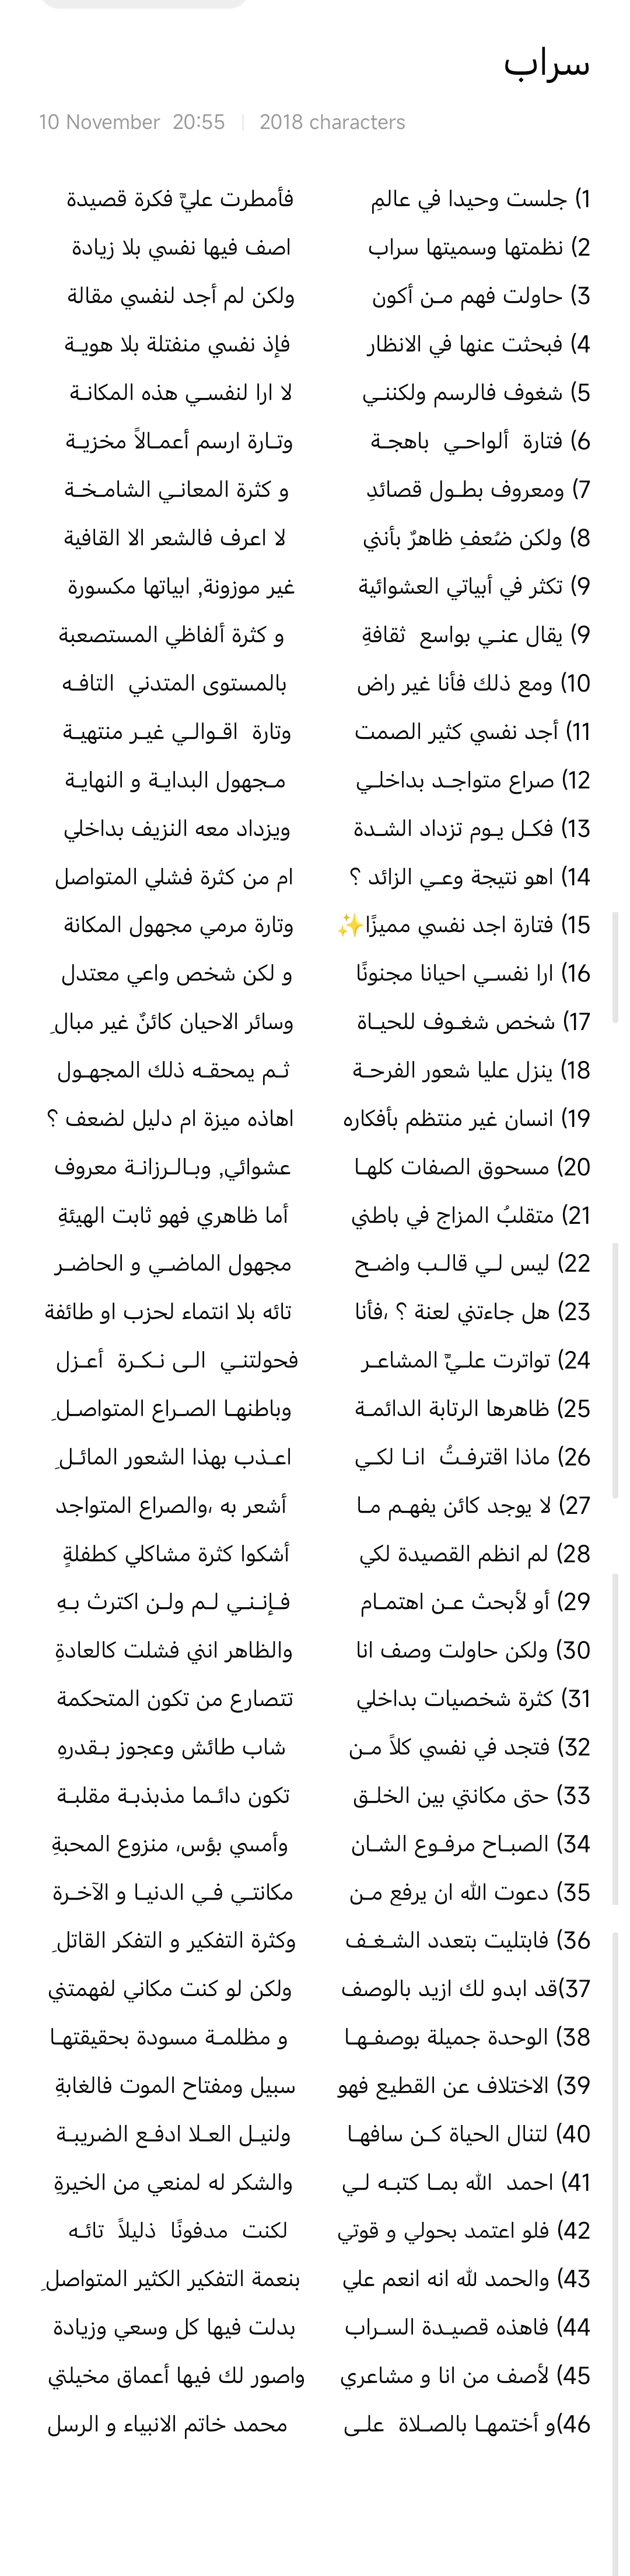 سراب
10 November 20:55 | 2018 characters
1) جلست وحيدا في عالمِ فأمطرت عليَّ فكرة قصيدة
2) نظمتها وسميتها سراب اصف فيها نفسي بلا زيادة
3) حاولت فهم مـن أكون ولكن لم أجد لنفسي مقالة
4) فبحثت عنها في الانظار فإذ نفسي منفتلة بلا هويـة
5) شغوف فالرسم ولكننـي لا ارا لنفسـي هذه المكانـة
6) فتارة ألواحـي باهجـة وتـارة ارسم أعمـالاً مخزيـة
7) ومعروف بطـول قصائدِ و كثرة المعانـي الشامـخـة
8) ولكن ضُعفِ ظاهرٌ بأنني لا اعرف فالشعر الا القافية
9) تكثر في أبياتي العشوائية غير موزونة, ابياتها مكسورة
9) يقال عنـي بواسع ثقافةِ و كثرة ألفاظي المستصعبة
10) ومع ذلك فأنا غير راض بالمستوى المتدني التافـه
11) أجد نفسي كثير الصمت وتارة اقـوالـي غيـر منتهيـة
12) صراع متواجـد بداخلـي مـجهول البدايـة و النهايـة
13) فكـل يـوم تزداد الشـدة ويزداد معه النزيف بداخلي
14) اهو نتيجة وعـي الزائد ؟ ام من كثرة فشلي المتواصل
15) فتارة اجد نفسي مميزًا✨ وتارة مرمي مجهول المكانة
16) ارا نفسـي احيانا مجنونًا و لكن شخص واعي معتدل
17) شخص شغـوف للحيـاة وسائر الاحيان كائنٌ غير مبالِ
18) ينزل عليا شعور الفرحـة ثـم يمحقـه ذلك المجهـول
19) انسان غير منتظم بأفكاره اهاذه ميزة ام دليل لضعف ؟
20) مسحوق الصفات كلهـا عشوائي, وبـالـرزانـة معروف
21) متقلبُ المزاج في باطني أما ظاهري فهو ثابت الهيئةِ
22) ليس لـي قالـب واضـح مجهول الماضـي و الحاضـر
23) هل جاءتني لعنة ؟ ،فأنا تائه بلا انتماء لحزب او طائفة
24) تواترت علـيَّ المشاعـر فحولتنـي الـى نـكـرة أعـزل
25) ظاهرها الرتابة الدائمـة وباطنهـا الصـراع المتواصـلِ
26) ماذا اقترفـتُ انـا لكـي اعـذب بهذا الشعور المائـلِ
27) لا يوجد كائن يفهـم مـا أشعر به ،والصراع المتواجد
28) لم انظم القصيدة لكي أشكوا كثرة مشاكلي كطفلةٍ
29) أو لأبحث عـن اهتمـام فـإنـنـي لـم ولـن اكترث بـهِ
30) ولكن حاولت وصف انا والظاهر انني فشلت كالعادةِ
31) كثرة شخصيات بداخلي تتصارع من تكون المتحكمة
32) فتجد في نفسي كلاً مـن شاب طائش وعجوز بـقدرهِ
33) حتى مكانتي بين الخلـق تكون دائـما مذبذبـة مقلبـة
34) الصبـاح مرفـوع الشـان وأمسي بؤس، منزوع المحبةِ
35) دعوت الله ان يرفع مـن مكانتـي فـي الدنيـا و الآخـرة
36) فابتليت بتعدد الشـغـف وكثرة التفكير و التفكر القاتلِ
37)قد ابدو لك ازيد بالوصف ولكن لو كنت مكاني لفهمتني
38) الوحدة جميلة بوصفـهـا و مظلمـة مسودة بحقيقتهـا
39) الاختلاف عن القطيع فهو سبيل ومفتاح الموت فالغابةِ
40) لتنال الحياة كـن سافهـا ولنيـل العـلا ادفـع الضريبـة
41) احمد الله بمـا كتبـه لـي والشكر له لمنعي من الخيرةِ
42) فلو اعتمد بحولي و قوتي لكنت مدفونًا ذليلاً تائـه
43) والحمد لله انه انعم علي بنعمة التفكير الكثير المتواصلِ
44) فاهذه قصيـدة السـراب بدلت فيها كل وسعي وزيادة
45) لأصف من انا و مشاعري واصور لك فيها أعماق مخيلتي
46)و أختمهـا بالصـلاة علـى محمد خاتم الانبياء و الرسل